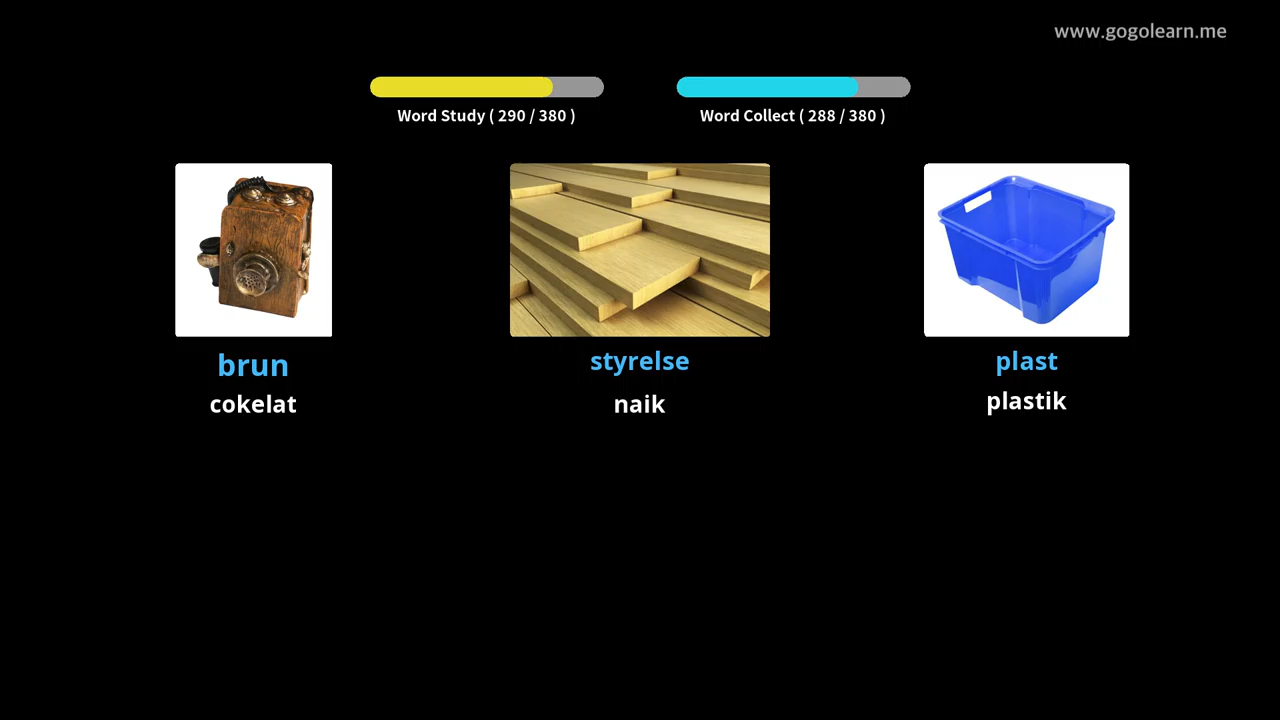 www.gogolearn.me
Word Study ( 290 / 380 )
Word Collect ( 288 / 380 )
brun
styrelse
plast
cokelat
naik
plastik